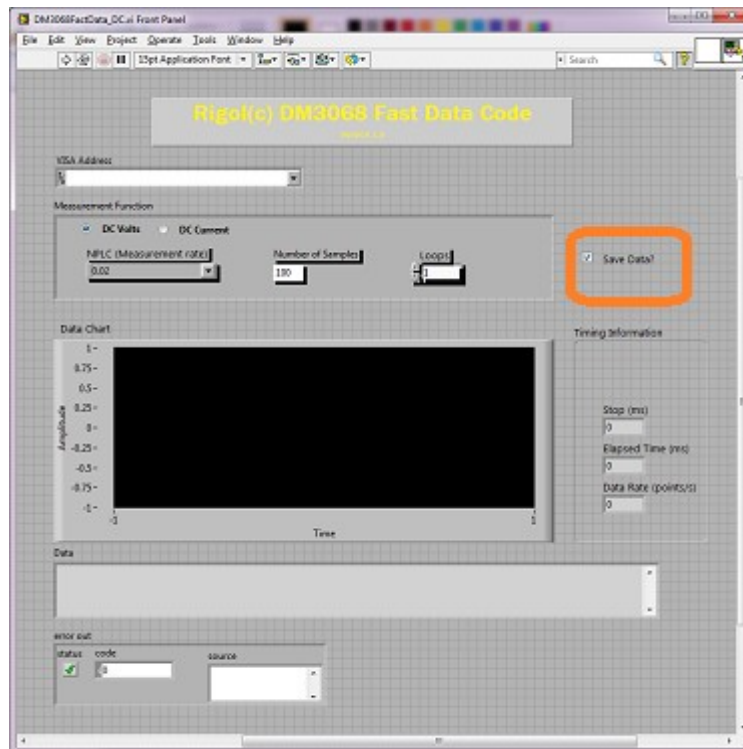 DM3068FastData_DC.vi Front Panel
File Edit View Project Operate Tools Window Help
15pt Application Font
Search
Rigol(c) DM3068 Fast Data Code
VISA Address
Measurement Function
DC Volts DC Current
NPLC (Measurement rate) Number of Samples Loops
0.02 100 1
Save Data?
Data Chart
Timing Information
1
0.75
0.5
0.25
0
-0.25
-0.5
-0.75
-1
Amplitude
-1 1
Time
Stop (ms)
0
Elapsed Time (ms)
0
Data Rate (points/s)
0
Data
error out
status code source
0